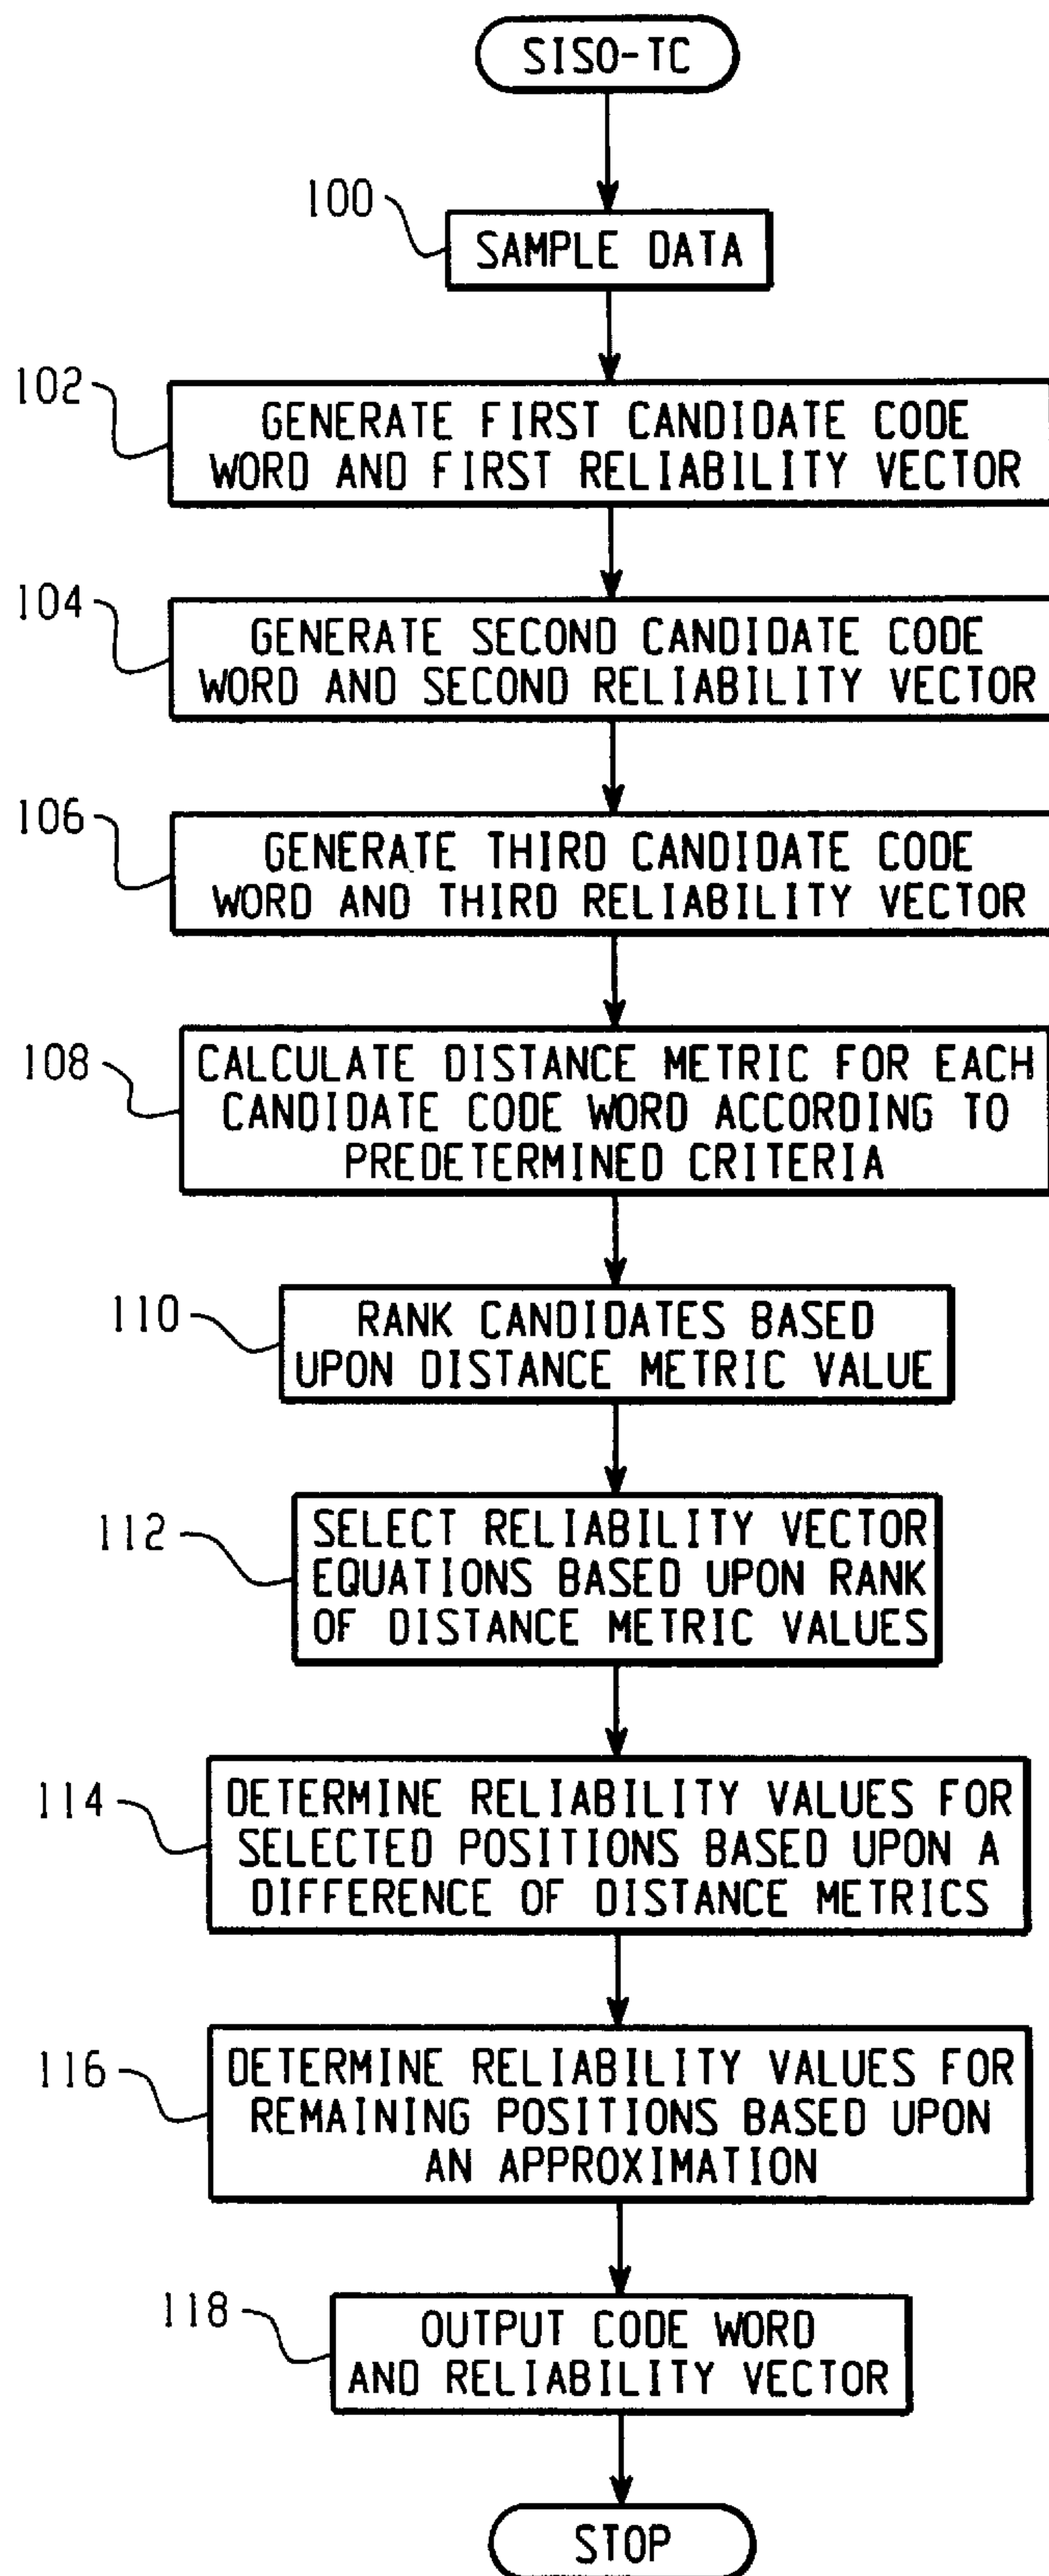 SISO-TC
100
SAMPLE DATA
102
GENERATE FIRST CANDIDATE CODE
WORD AND FIRST RELIABILITY VECTOR
104
GENERATE SECOND CANDIDATE CODE
WORD AND SECOND RELIABILITY VECTOR
106
GENERATE THIRD CANDIDATE CODE
WORD AND THIRD RELIABILITY VECTOR
108
CALCULATE DISTANCE METRIC FOR EACH
CANDIDATE CODE WORD ACCORDING TO
PREDETERMINED CRITERIA
110
RANK CANDIDATES BASED
UPON DISTANCE METRIC VALUE
112
SELECT RELIABILITY VECTOR
EQUATIONS BASED UPON RANK
OF DISTANCE METRIC VALUES
114
DETERMINE RELIABILITY VALUES FOR
SELECTED POSITIONS BASED UPON A
DIFFERENCE OF DISTANCE METRICS
116
DETERMINE RELIABILITY VALUES FOR
REMAINING POSITIONS BASED UPON
AN APPROXIMATION
118
OUTPUT CODE WORD
AND RELIABILITY VECTOR
STOP